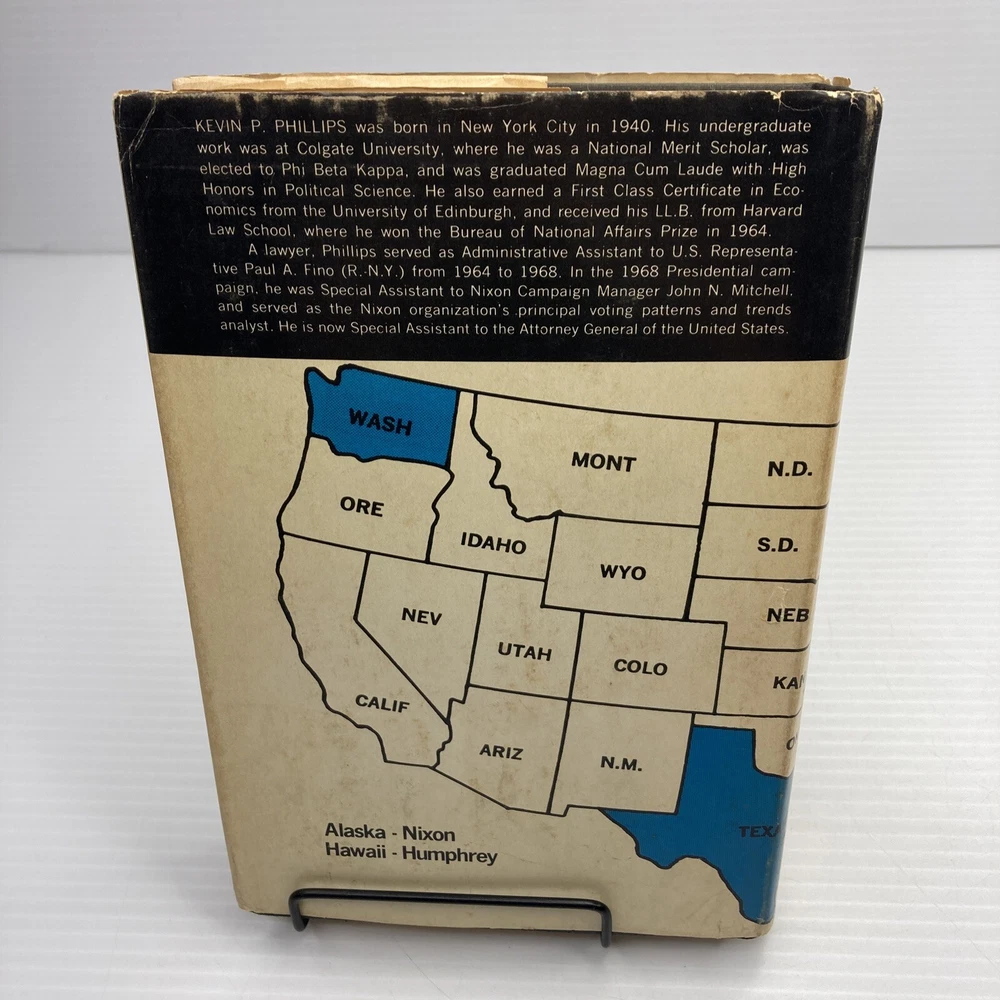 KEVIN P. PHILLIPS was born in New York City in 1940. His undergraduate
work was at Colgate University, where he was a National Merit Scholar, was
elected to Phi Beta Kappa, and was graduated Magna Cum Laude with High
Honors in Political Science. He also earned a First Class Certificate in Eco-
nomics from the University of Edinburgh, and received his LL.B. from Harvard
Law School, where he won the Bureau of National Affairs Prize in 1964.
A lawyer, Phillips served as Administrative Assistant to U.S. Representa-
tive Paul A. Fino (R.-N.Y.) from 1964 to 1968. In the 1968 Presidential cam-
paign, he was Special Assistant to Nixon Campaign Manager John N. Mitchell,
and served as the Nixon organization's principal voting patterns and trends
analyst. He is now Special Assistant to the Attorney General of the United States.
WASH
MONT
N.D.
ORE
IDAHO
S.D.
WYO
NEV
NEB
UTAH
COLO
KAN
CALIF
ARIZ
N.M.
O
TEXA
Alaska - Nixon
Hawaii - Humphrey